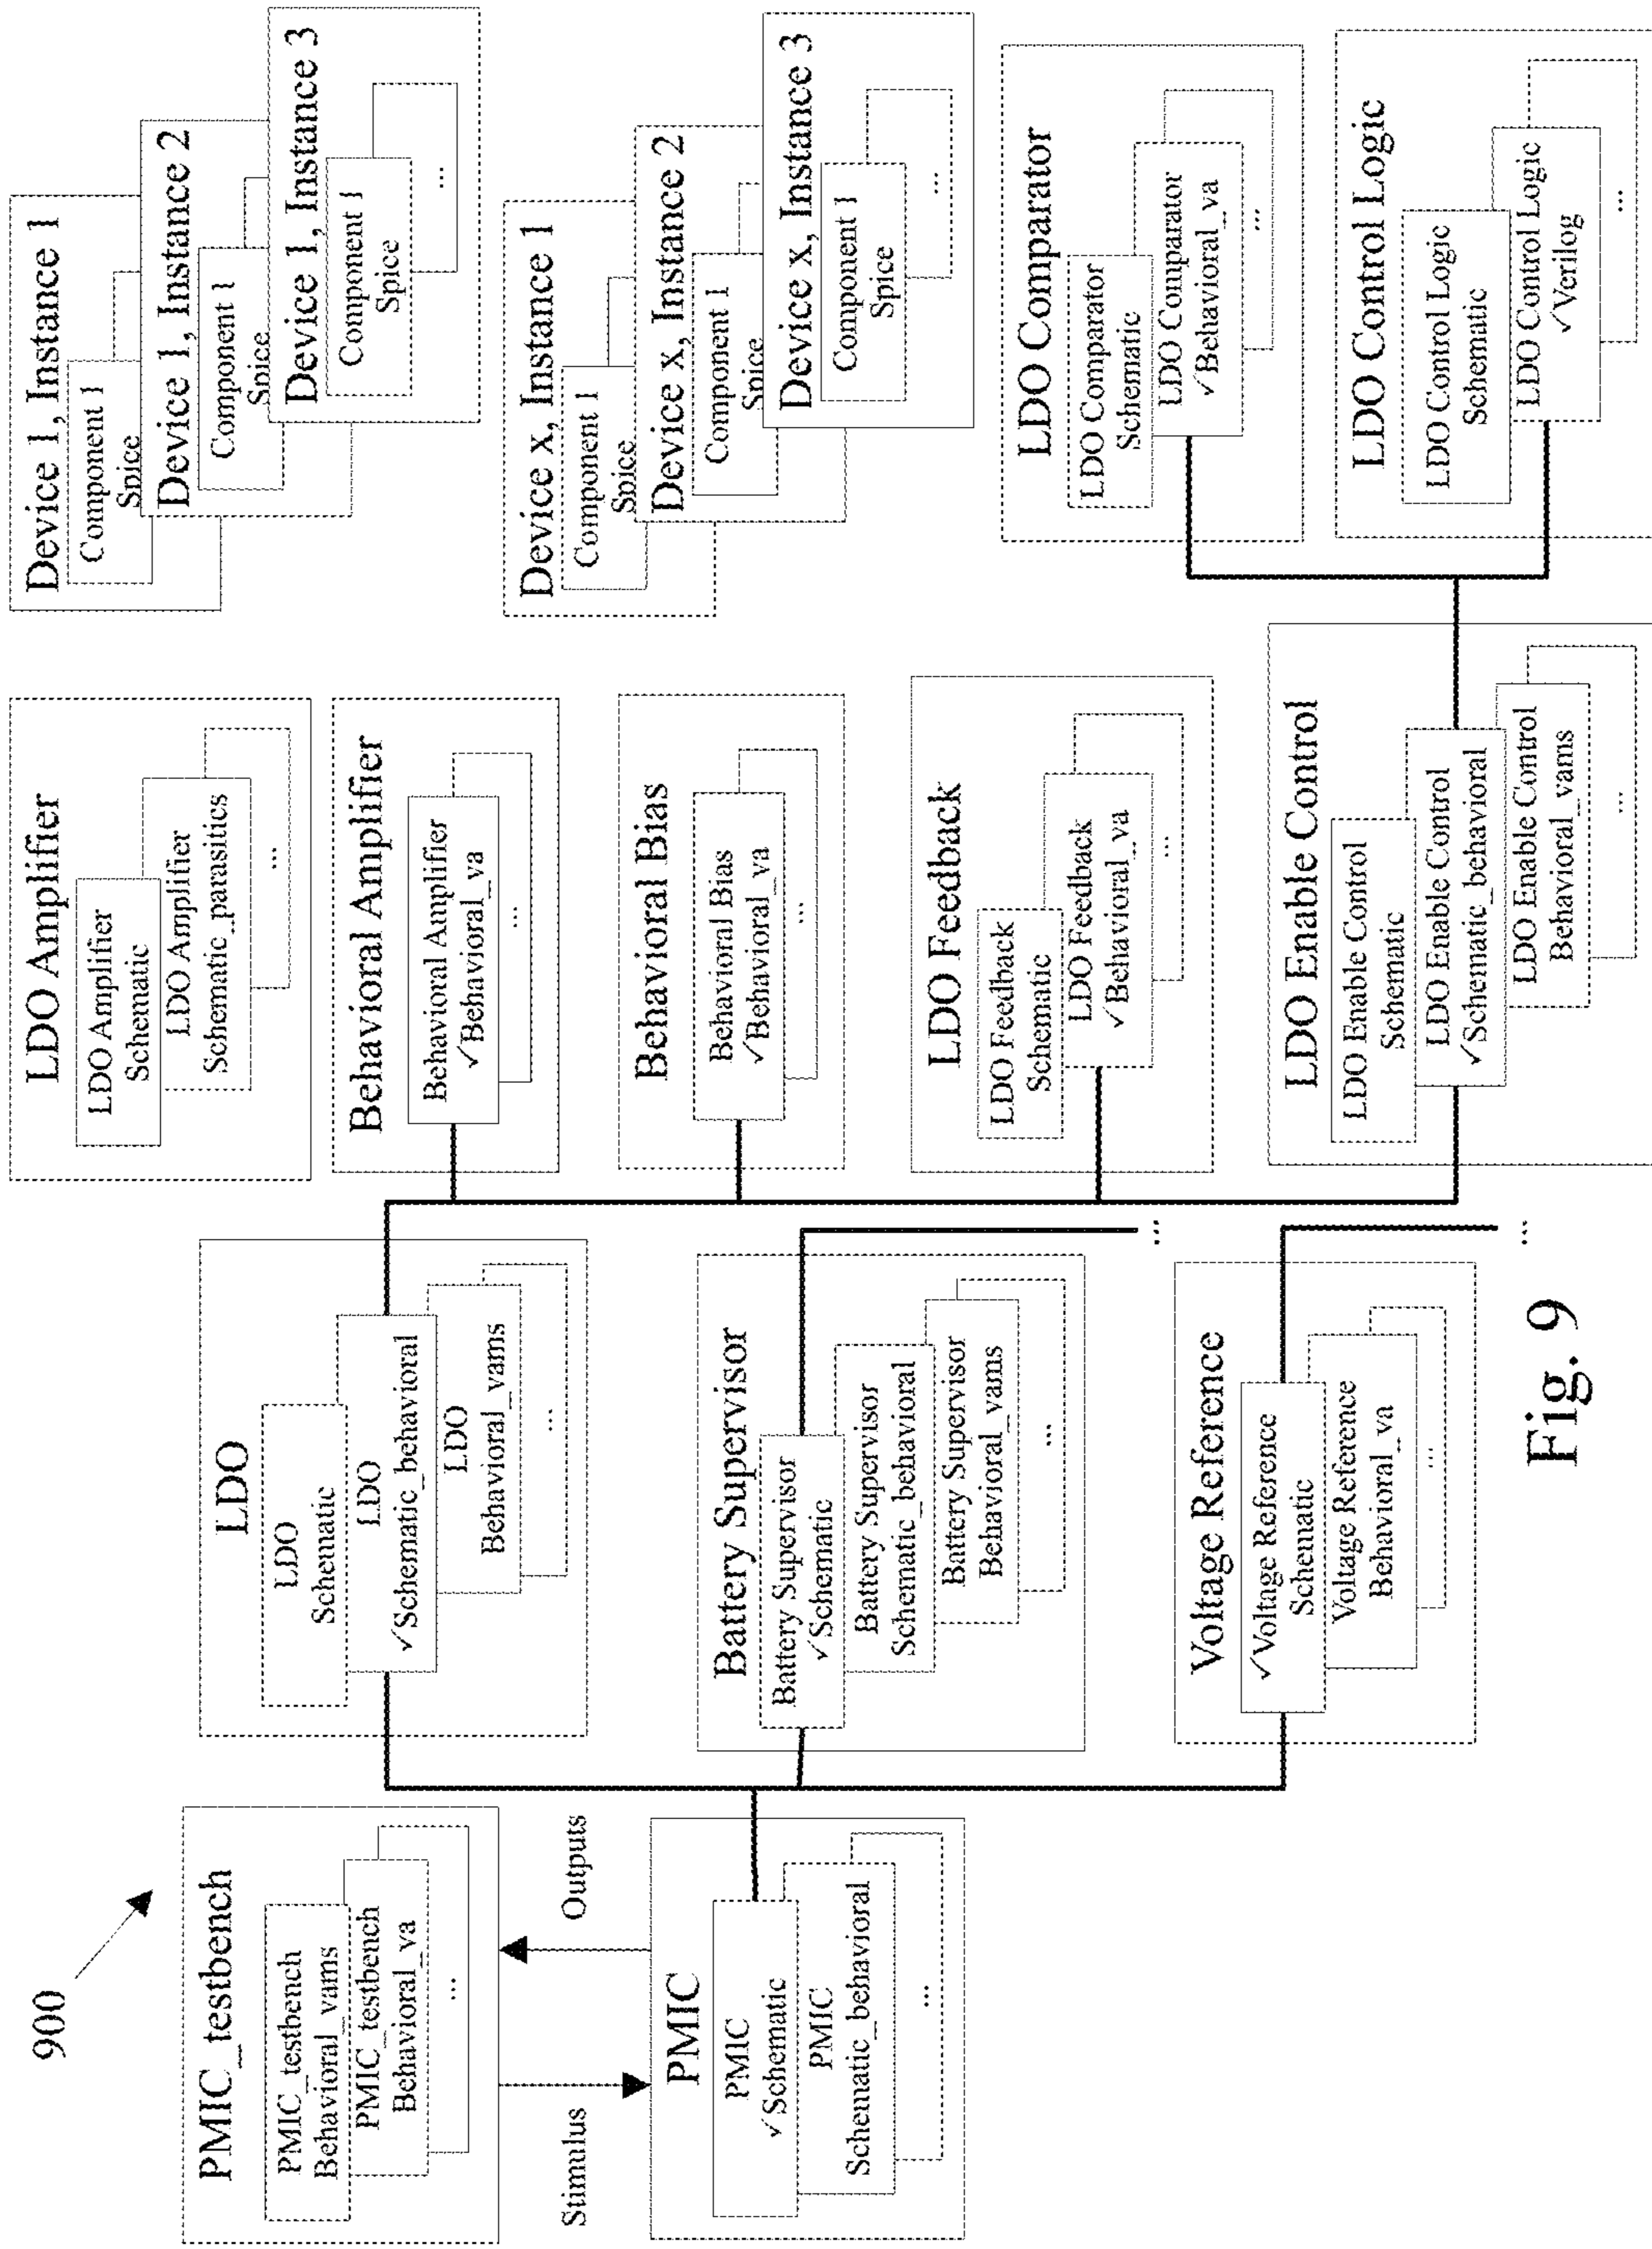 900
PMIC_testbench
PMIC_testbench
Behavioral_vams
PMIC_testbench
Behavioral_va
...
Stimulus
Outputs
PMIC
PMIC
✓Schematic
PMIC
Schematic_behavioral
...
LDO
LDO
Schematic
LDO
✓Schematic_behavioral
LDO
Behavioral_vams
...
Battery Supervisor
Battery Supervisor
✓Schematic
Battery Supervisor
Schematic_behavioral
Battery Supervisor
Behavioral_vams
...
...
Voltage Reference
✓Voltage Reference
Schematic
Voltage Reference
Behavioral_va
...
...
LDO Amplifier
LDO Amplifier
Schematic
LDO Amplifier
Schematic_parasitics
...
Behavioral Amplifier
Behavioral Amplifier
✓Behavioral_va
...
Behavioral Bias
Behavioral Bias
✓Behavioral_va
...
LDO Feedback
LDO Feedback
Schematic
LDO Feedback
✓Behavioral_va
...
LDO Enable Control
LDO Enable Control
Schematic
LDO Enable Control
✓Schematic_behavioral
LDO Enable Control
Behavioral_vams
...
Device 1, Instance 1
Component 1
Spice
Device 1, Instance 2
Component 1
Spice
Device 1, Instance 3
Component 1
Spice
...
Device x, Instance 1
Component 1
Spice
Device x, Instance 2
Component 1
Spice
Device x, Instance 3
Component 1
Spice
...
LDO Comparator
LDO Comparator
Schematic
LDO Comparator
✓Behavioral_va
...
LDO Control Logic
LDO Control Logic
Schematic
LDO Control Logic
✓Verilog
...
Fig. 9